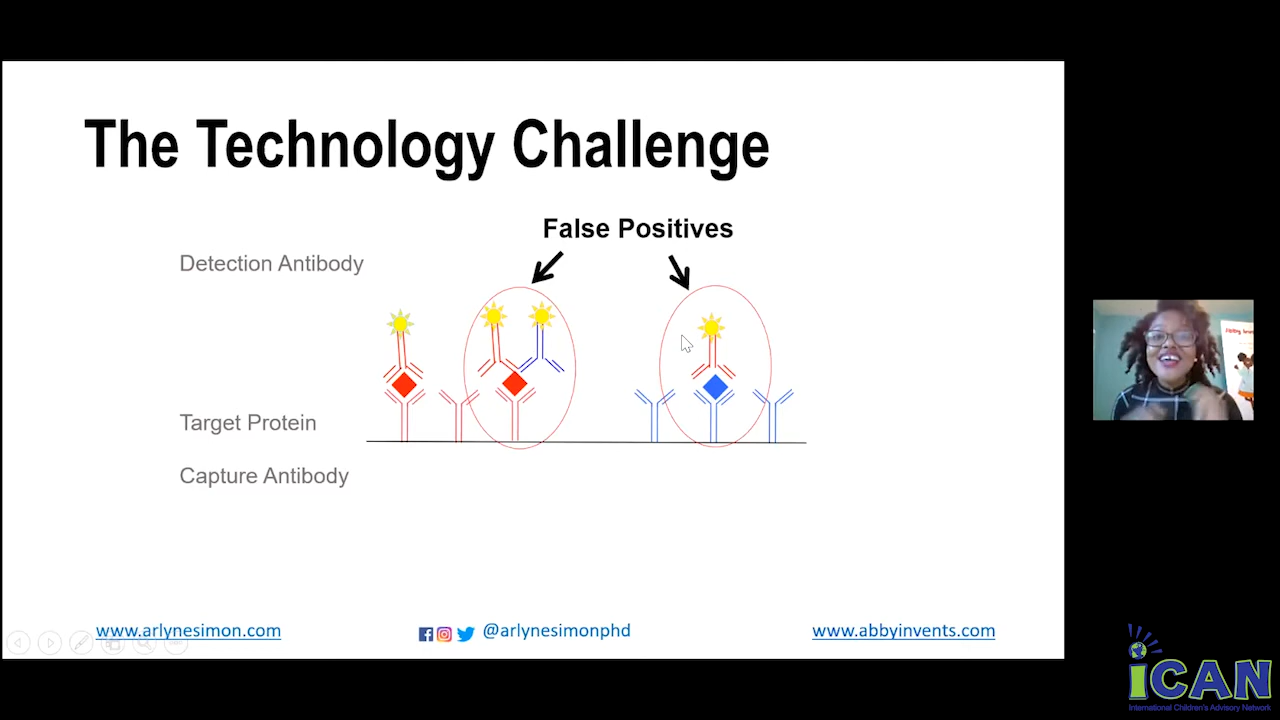 The Technology Challenge
False Positives
Detection Antibody
Target Protein
Capture Antibody
www.arlynesimon.com
@arlynesimonphd
www.abbyinvents.com
iCAN
International Children's Advisory Network